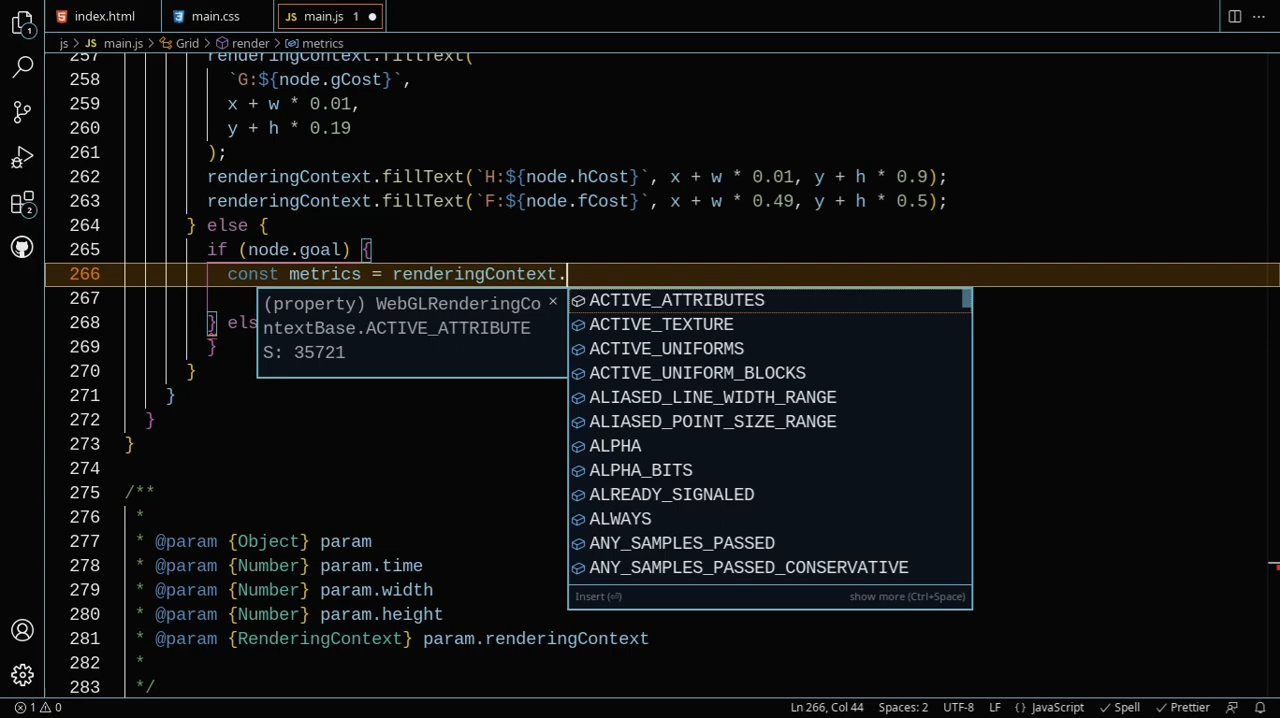 index.html
main.css
JS main.js 1
js > JS main.js > Grid > render > metrics
257 renderingContext.fillText(
258 `G:${node.gCost}`,
259 x + w * 0.01,
260 y + h * 0.19
261 );
262 renderingContext.fillText(`H:${node.hCost}`, x + w * 0.01, y + h * 0.9);
263 renderingContext.fillText(`F:${node.fCost}`, x + w * 0.49, y + h * 0.5);
264 } else {
265 if (node.goal) {
266 const metrics = renderingContext.
267
268 } els
269 }
270 }
271 }
272 }
273 }
274
275 /**
276 *
277 * @param {Object} param
278 * @param {Number} param.time
279 * @param {Number} param.width
280 * @param {Number} param.height
281 * @param {RenderingContext} param.renderingContext
282 *
283 */
(property) WebGLRenderingCo
ntextBase.ACTIVE_ATTRIBUTE
S: 35721
ACTIVE_ATTRIBUTES
ACTIVE_TEXTURE
ACTIVE_UNIFORMS
ACTIVE_UNIFORM_BLOCKS
ALIASED_LINE_WIDTH_RANGE
ALIASED_POINT_SIZE_RANGE
ALPHA
ALPHA_BITS
ALREADY_SIGNALED
ALWAYS
ANY_SAMPLES_PASSED
ANY_SAMPLES_PASSED_CONSERVATIVE
Insert (⏎) show more (Ctrl+Space)
1
2
1 0 Ln 266, Col 44 Spaces: 2 UTF-8 LF {} JavaScript Spell Prettier